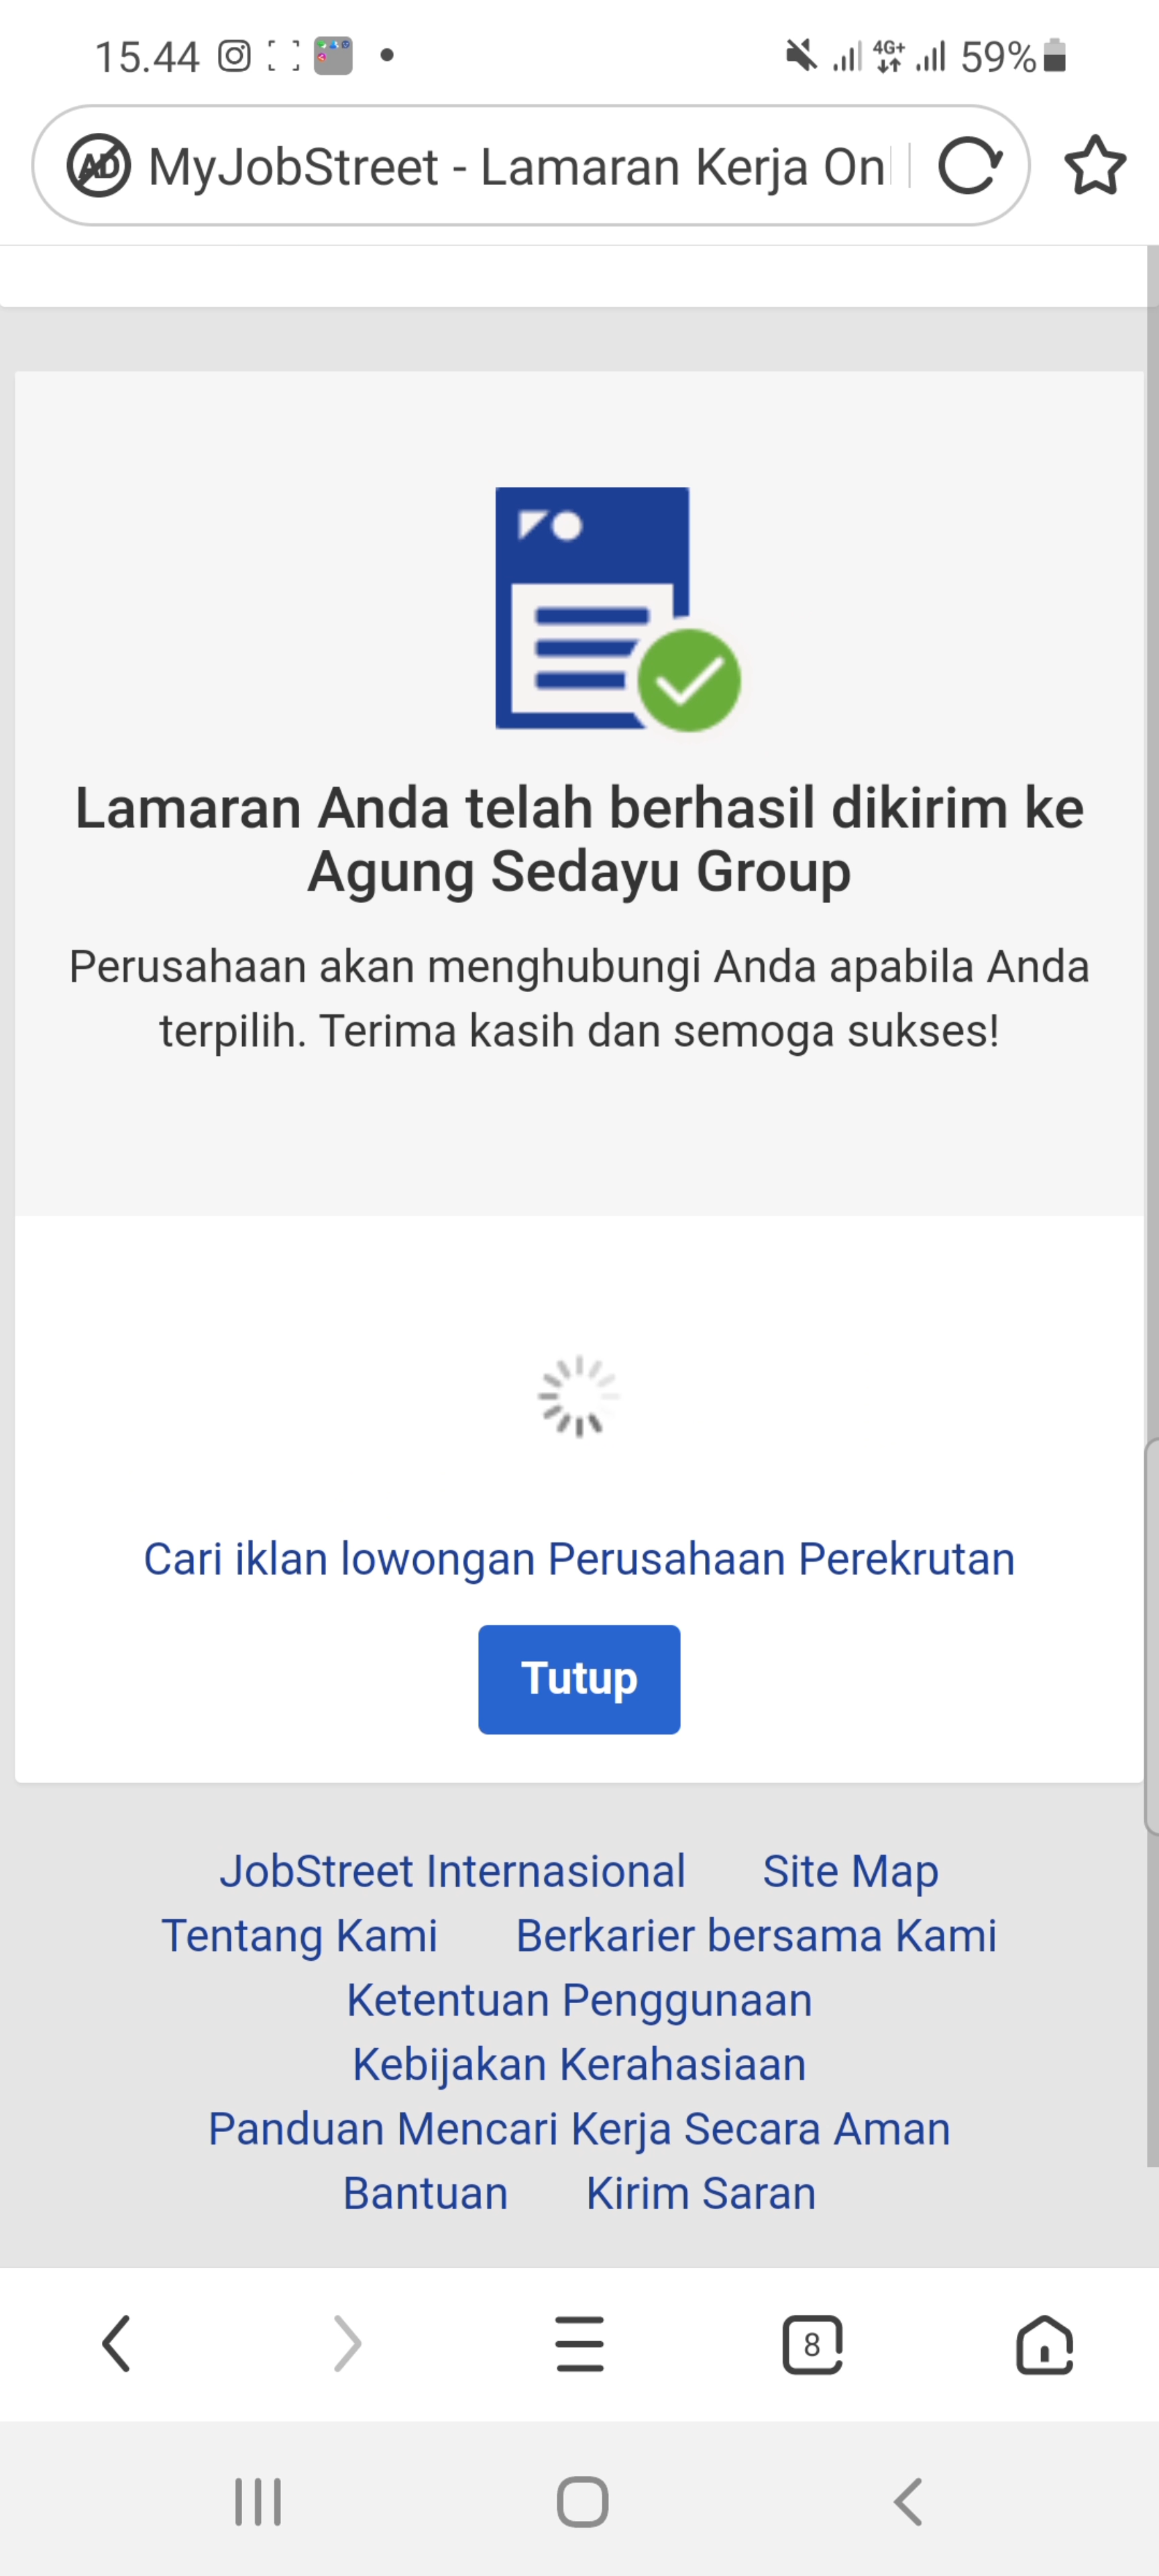 15.44
4G+ 59%
MyJobStreet - Lamaran Kerja On
Lamaran Anda telah berhasil dikirim ke
Agung Sedayu Group
Perusahaan akan menghubungi Anda apabila Anda
terpilih. Terima kasih dan semoga sukses!
Cari iklan lowongan Perusahaan Perekrutan
Tutup
JobStreet Internasional Site Map
Tentang Kami Berkarier bersama Kami
Ketentuan Penggunaan
Kebijakan Kerahasiaan
Panduan Mencari Kerja Secara Aman
Bantuan Kirim Saran
8